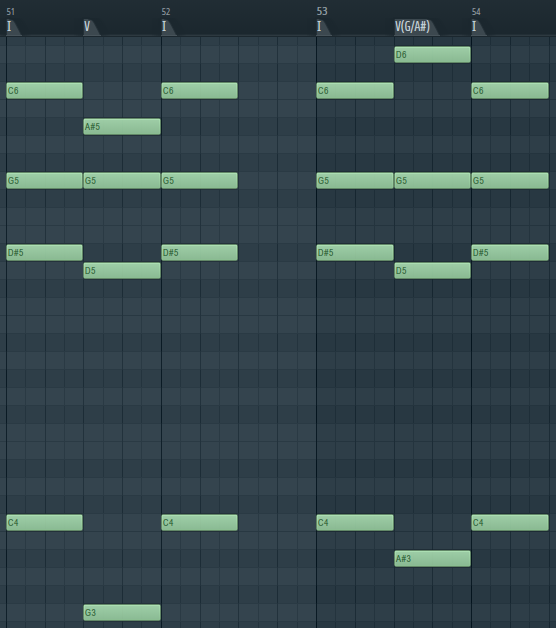 51 52 53 54
I V I I V(G/A#) I
D6
C6 C6 C6 C6
A#5
G5 G5 G5 G5 G5 G5
D#5 D#5 D#5 D#5
D5 D5
C4 C4 C4 C4
A#3
G3